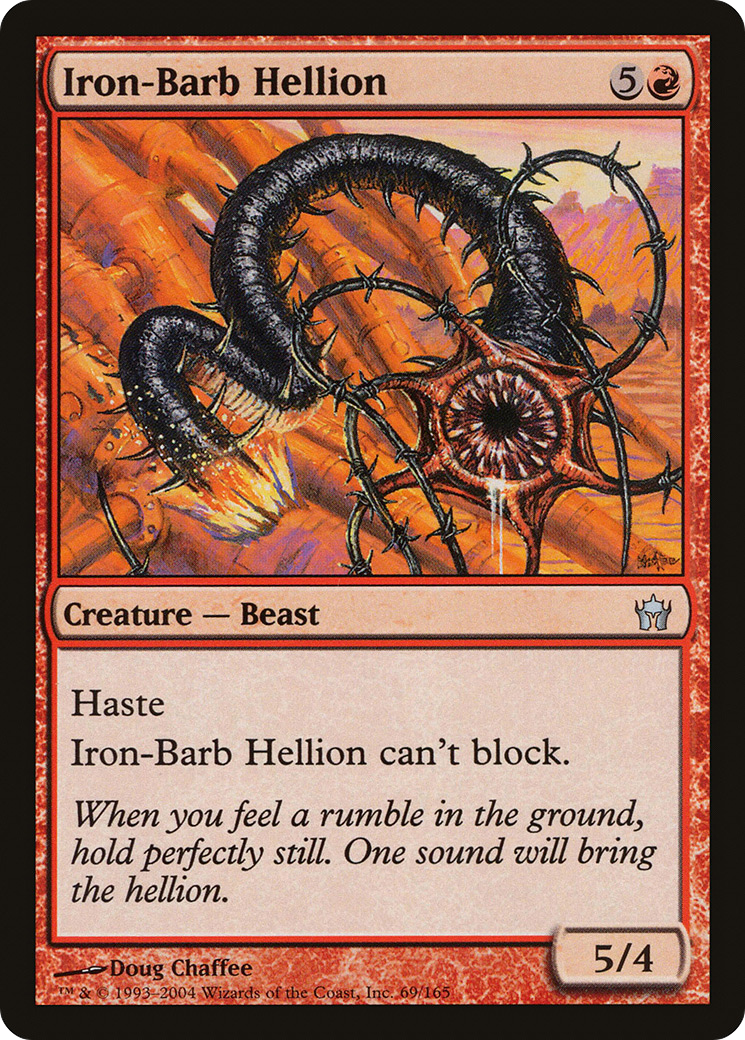 Iron-Barb Hellion 5
Creature — Beast
Haste
Iron-Barb Hellion can't block.
When you feel a rumble in the ground,
hold perfectly still. One sound will bring
the hellion.
5/4
Doug Chaffee
™ & © 1993–2004 Wizards of the Coast, Inc. 69/165